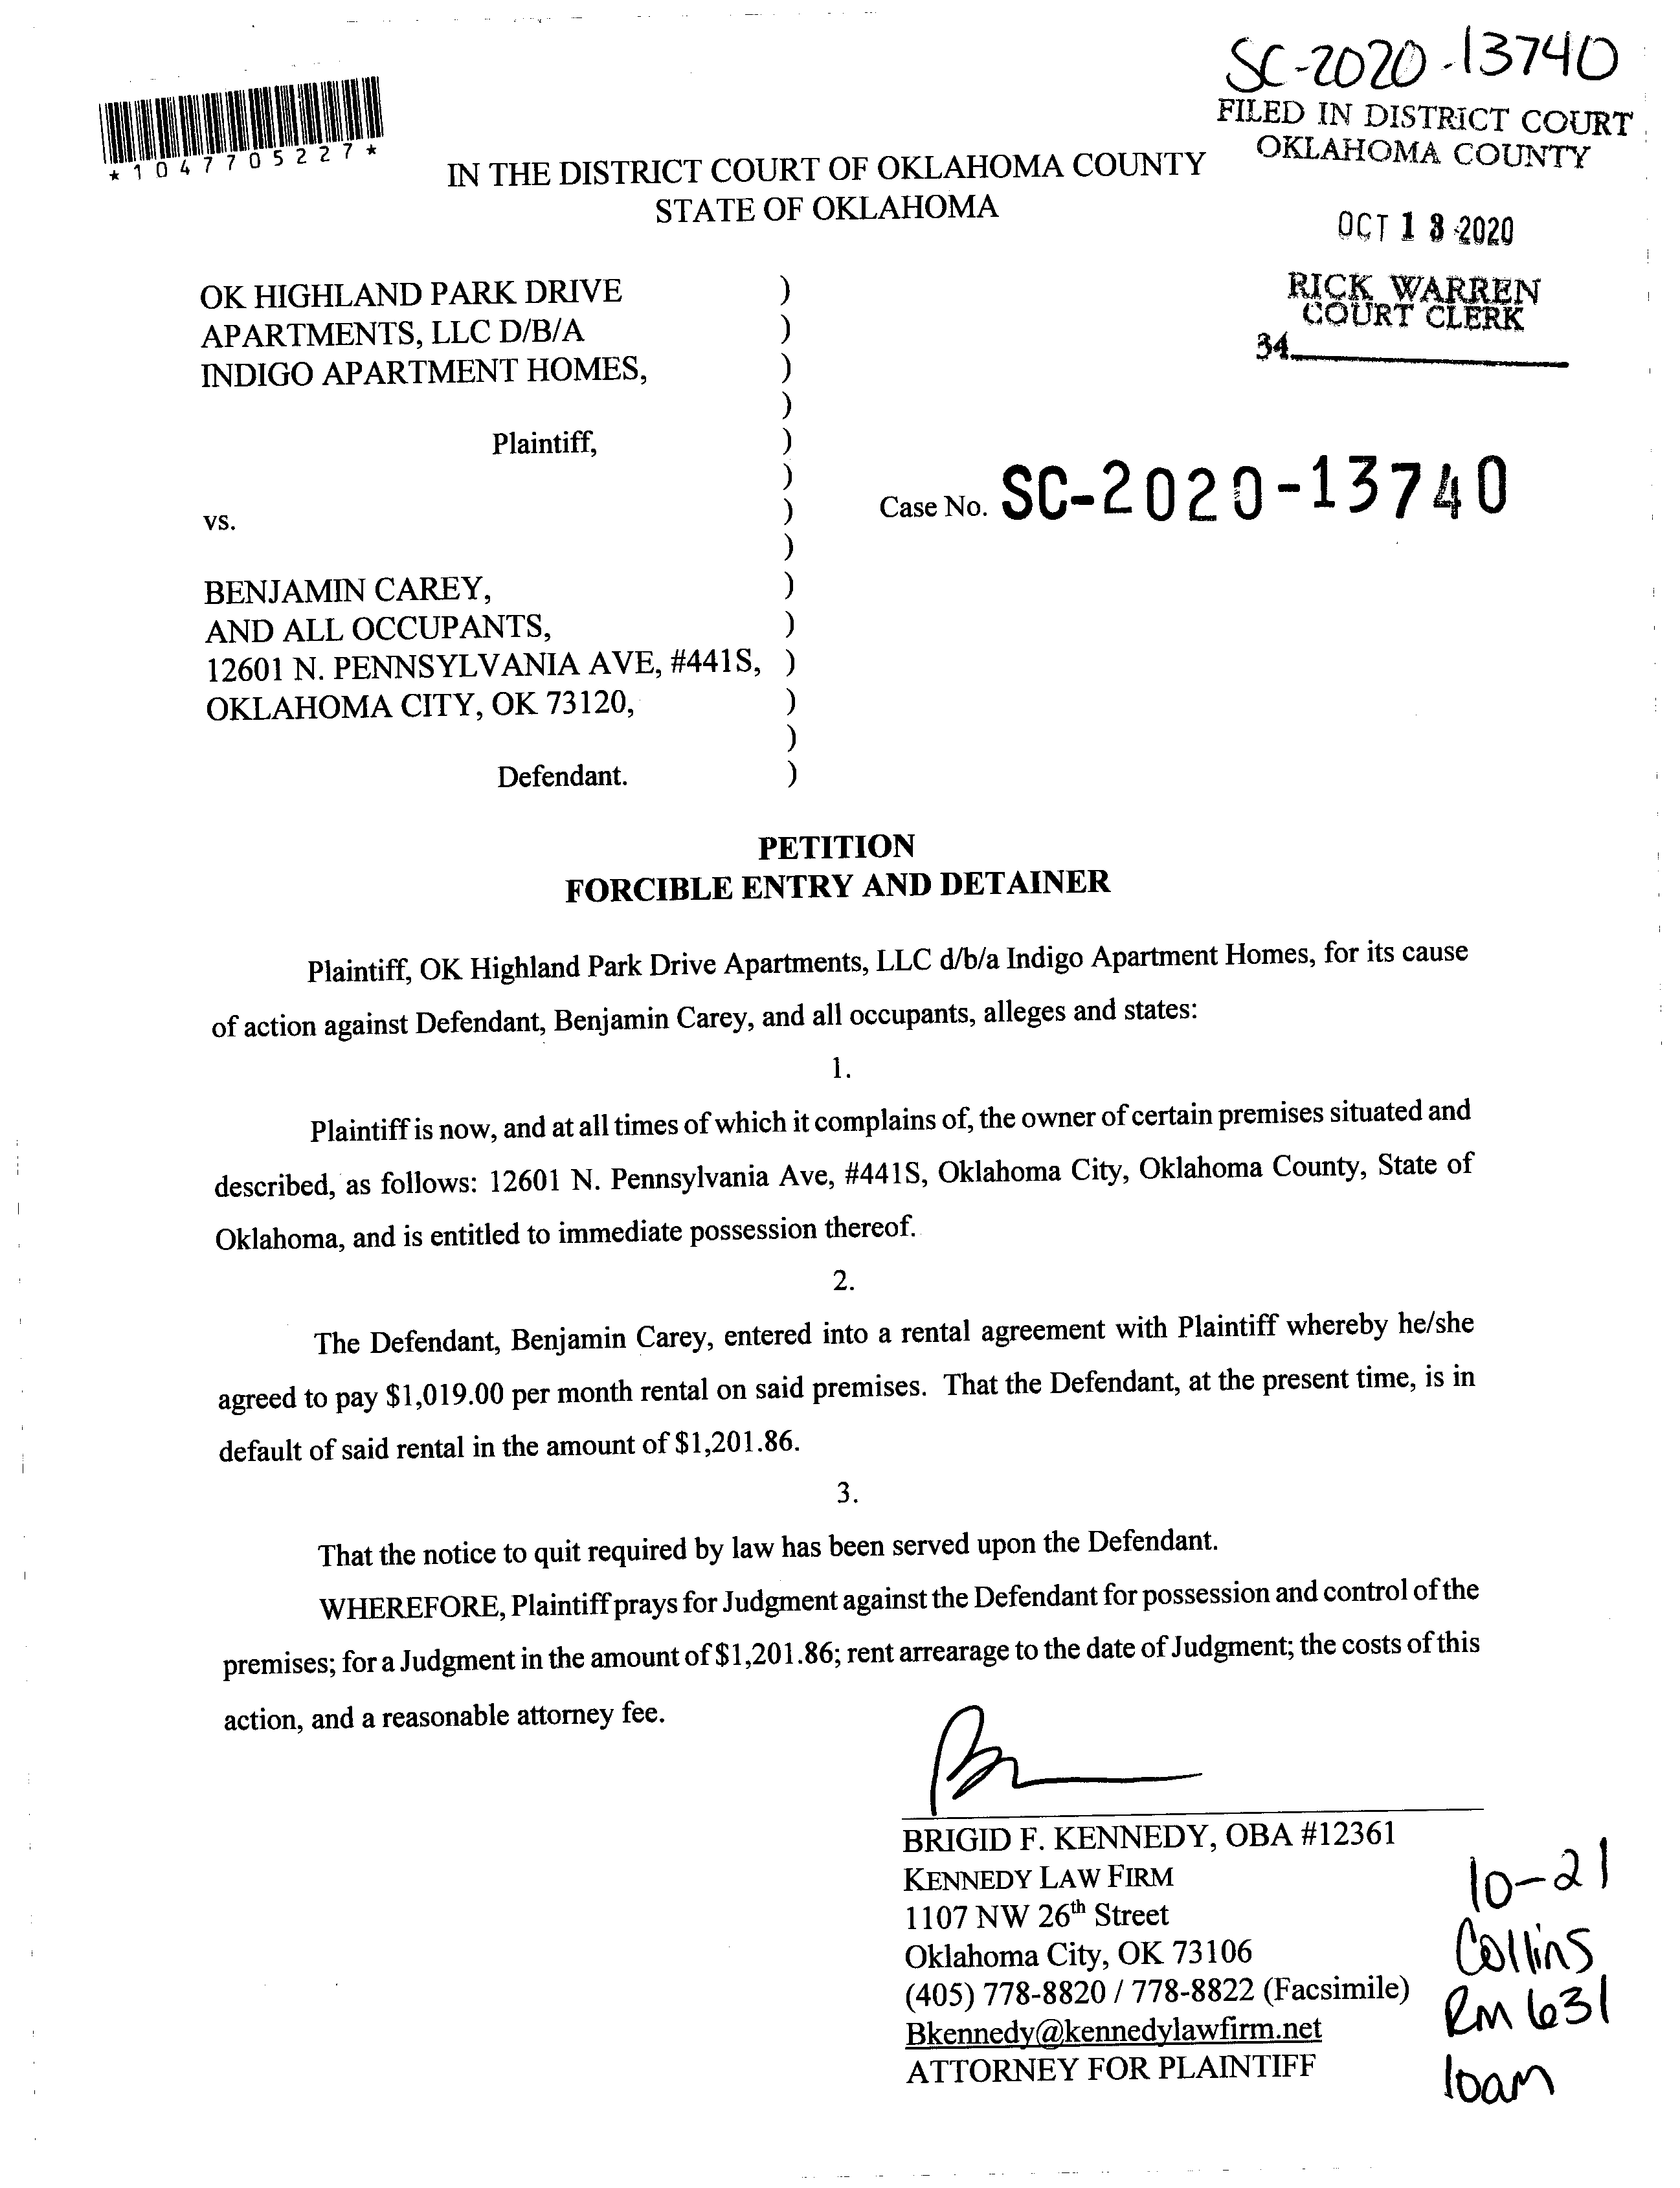 SC-2020-13740
FILED IN DISTRICT COURT
OKLAHOMA COUNTY
*1047705227*
IN THE DISTRICT COURT OF OKLAHOMA COUNTY
STATE OF OKLAHOMA
OCT 13 2020
RICK WARREN
COURT CLERK
34
OK HIGHLAND PARK DRIVE )
APARTMENTS, LLC D/B/A )
INDIGO APARTMENT HOMES, )
)
Plaintiff, )
)
vs. ) Case No. SC-2020-13740
)
BENJAMIN CAREY, )
AND ALL OCCUPANTS, )
12601 N. PENNSYLVANIA AVE, #441S, )
OKLAHOMA CITY, OK 73120, )
)
Defendant. )
PETITION
FORCIBLE ENTRY AND DETAINER
Plaintiff, OK Highland Park Drive Apartments, LLC d/b/a Indigo Apartment Homes, for its cause
of action against Defendant, Benjamin Carey, and all occupants, alleges and states:
1.
Plaintiff is now, and at all times of which it complains of, the owner of certain premises situated and
described, as follows: 12601 N. Pennsylvania Ave, #441S, Oklahoma City, Oklahoma County, State of
Oklahoma, and is entitled to immediate possession thereof.
2.
The Defendant, Benjamin Carey, entered into a rental agreement with Plaintiff whereby he/she
agreed to pay $1,019.00 per month rental on said premises. That the Defendant, at the present time, is in
default of said rental in the amount of $1,201.86.
3.
That the notice to quit required by law has been served upon the Defendant.
WHEREFORE, Plaintiff prays for Judgment against the Defendant for possession and control of the
premises; for a Judgment in the amount of $1,201.86; rent arrearage to the date of Judgment; the costs of this
action, and a reasonable attorney fee.
BRIGID F. KENNEDY, OBA #12361
KENNEDY LAW FIRM
1107 NW 26th Street
Oklahoma City, OK 73106
(405) 778-8820 / 778-8822 (Facsimile)
Bkennedy@kennedylawfirm.net
ATTORNEY FOR PLAINTIFF
10-21
Collins
Rm 631
10am